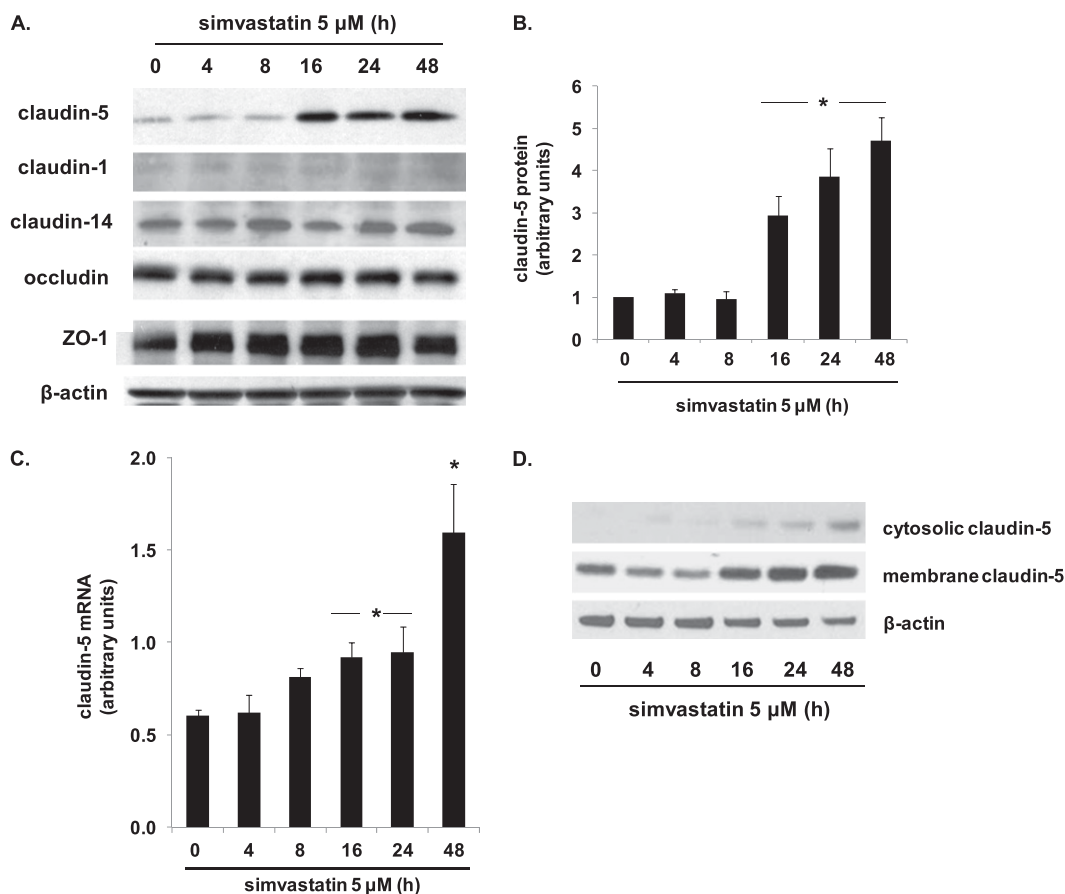 A.
simvastatin 5 µM (h)
0 4 8 16 24 48
claudin-5
claudin-1
claudin-14
occludin
ZO-1
β-actin
B.
claudin-5 protein
(arbitrary units)
6
5
4
3
2
1
0
*
0 4 8 16 24 48
simvastatin 5 µM (h)
C.
claudin-5 mRNA
(arbitrary units)
2.0
1.5
1.0
0.5
0.0
*
*
0 4 8 16 24 48
simvastatin 5 µM (h)
D.
cytosolic claudin-5
membrane claudin-5
β-actin
0 4 8 16 24 48
simvastatin 5 µM (h)